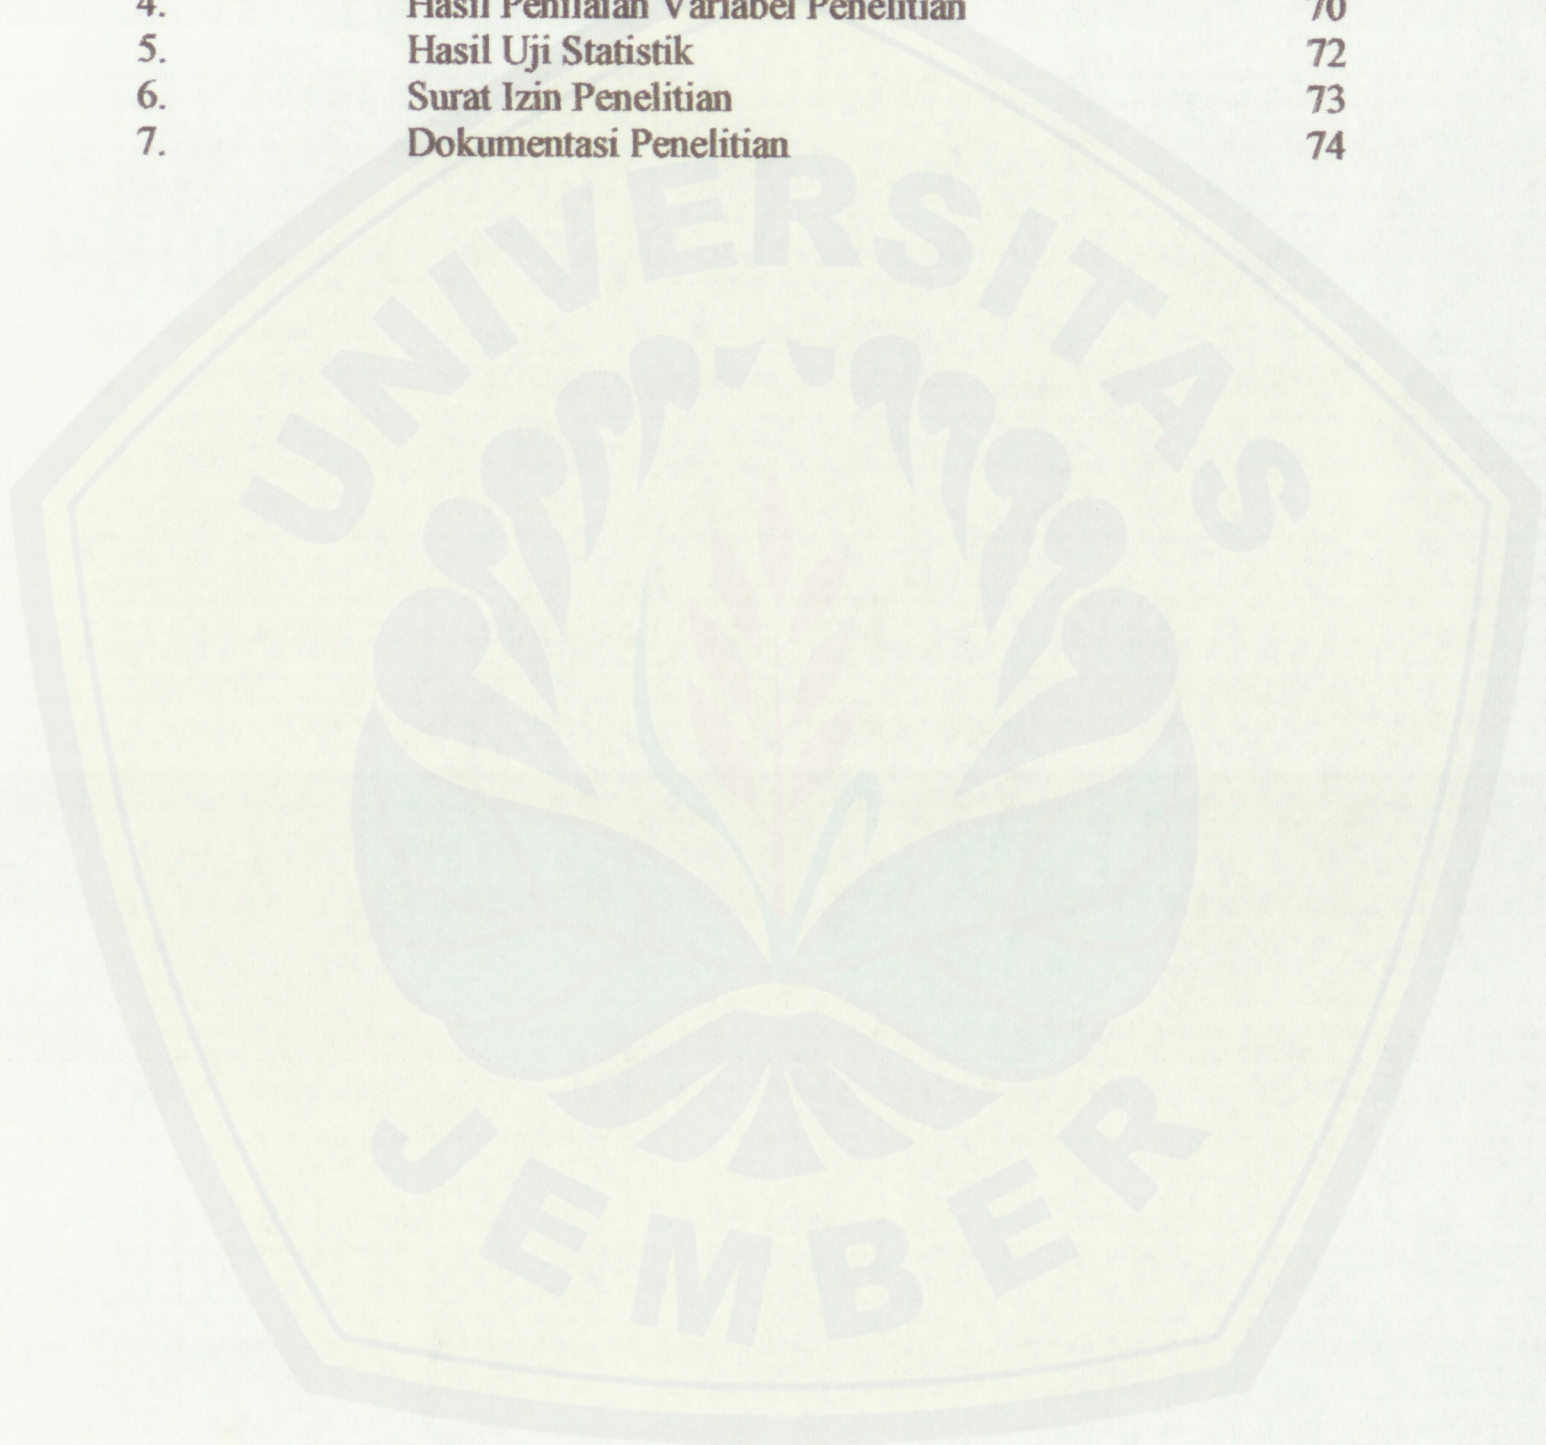 4. Hasil Penilaian Variabel Penelitian 70
5. Hasil Uji Statistik 72
6. Surat Izin Penelitian 73
7. Dokumentasi Penelitian 74
UNIVERSITAS
JEMBER